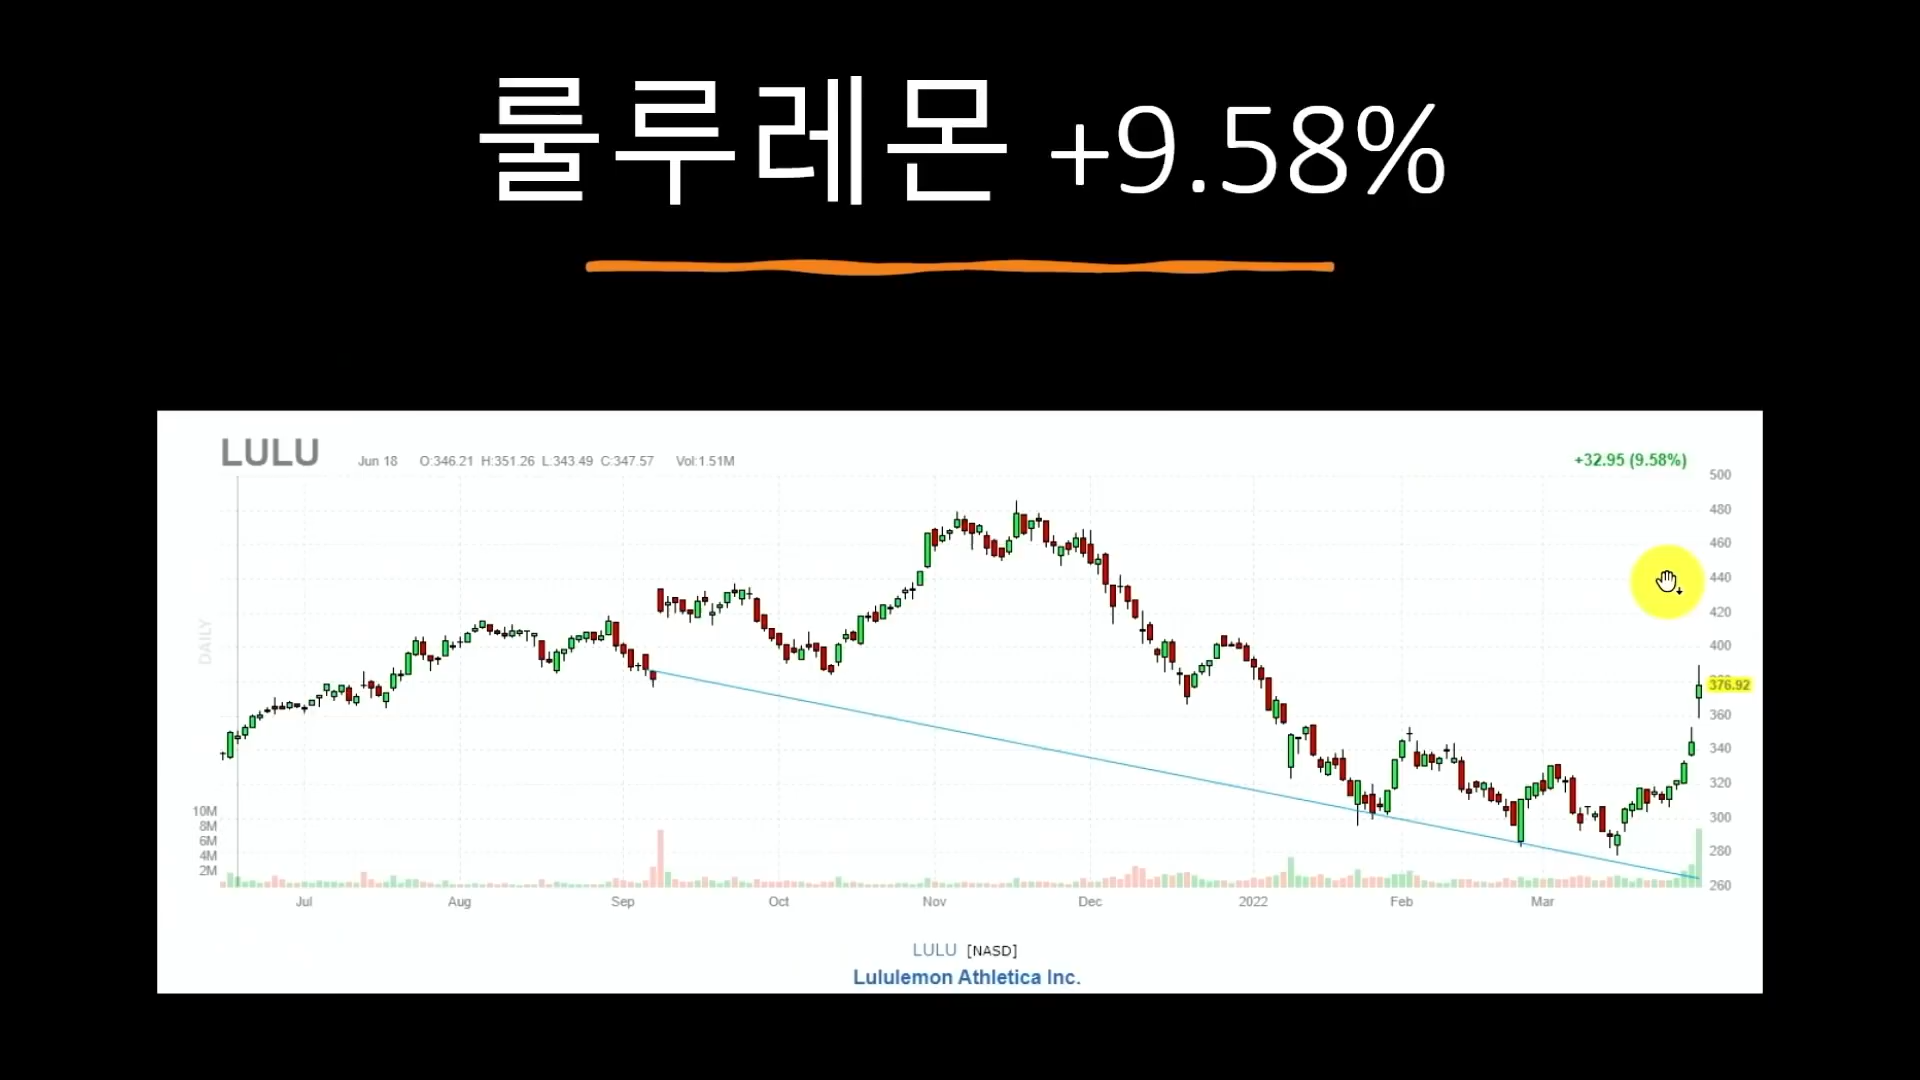 룰루레몬 +9.58%
LULU Jun 18 O:346.21 H:351.26 L:343.49 C:347.57 Vol:1.51M +32.95 (9.58%)
500
480
460
440
420
400
376.92
360
340
320
300
280
260
DAILY
10M
8M
6M
4M
2M
Jul Aug Sep Oct Nov Dec 2022 Feb Mar
LULU [NASD]
Lululemon Athletica Inc.